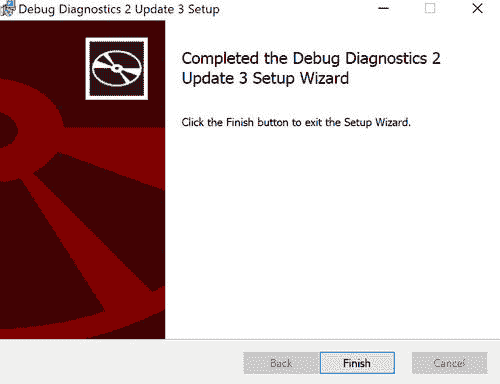 Debug Diagnostics 2 Update 3 Setup
Completed the Debug Diagnostics 2
Update 3 Setup Wizard
Click the Finish button to exit the Setup Wizard.
Back
Finish
Cancel